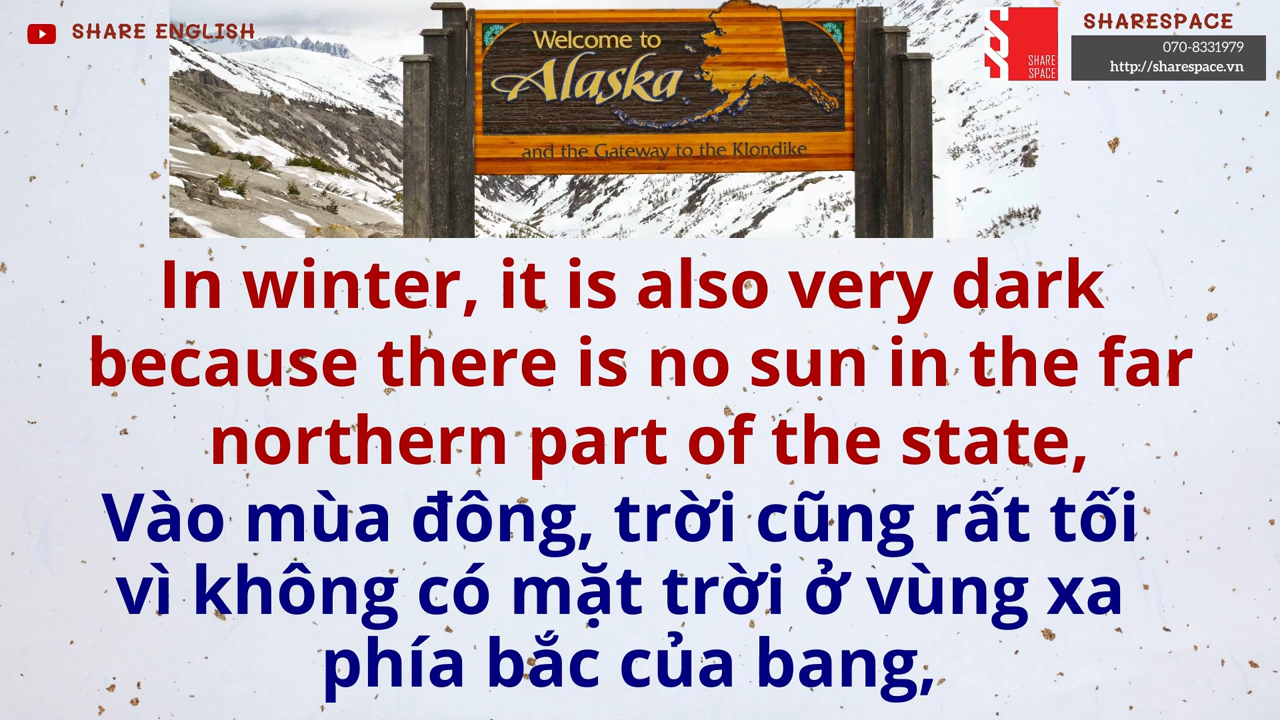 SHARE ENGLISH
Welcome to
Alaska
and the Gateway to the Klondike
SHARE
SPACE
SHARESPACE
070-8331979
http://sharespace.vn
In winter, it is also very dark
because there is no sun in the far
northern part of the state,
Vào mùa đông, trời cũng rất tối
vì không có mặt trời ở vùng xa
phía bắc của bang,